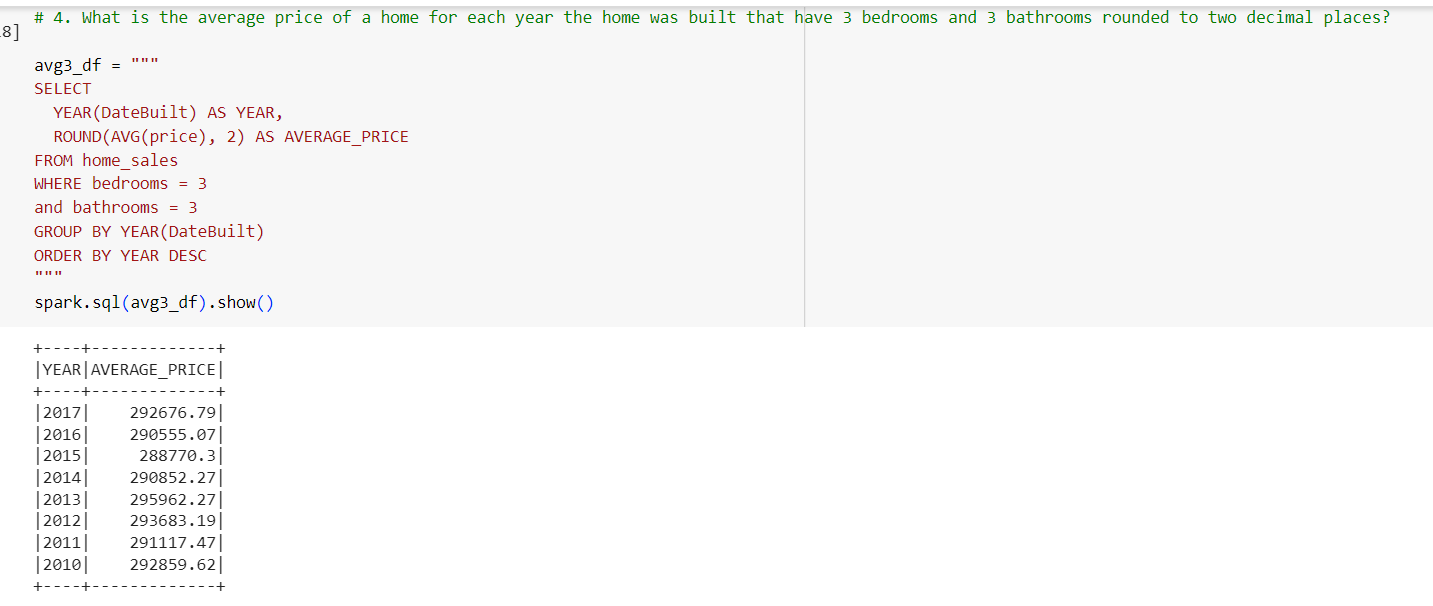 # 4. What is the average price of a home for each year the home was built that have 3 bedrooms and 3 bathrooms rounded to two decimal places?
8]
avg3_df = """
SELECT
  YEAR(DateBuilt) AS YEAR,
  ROUND(AVG(price), 2) AS AVERAGE_PRICE
FROM home_sales
WHERE bedrooms = 3
and bathrooms = 3
GROUP BY YEAR(DateBuilt)
ORDER BY YEAR DESC
"""
spark.sql(avg3_df).show()
+----+-------------+
|YEAR|AVERAGE_PRICE|
+----+-------------+
|2017|    292676.79|
|2016|    290555.07|
|2015|     288770.3|
|2014|    290852.27|
|2013|    295962.27|
|2012|    293683.19|
|2011|    291117.47|
|2010|    292859.62|
+----+-------------+